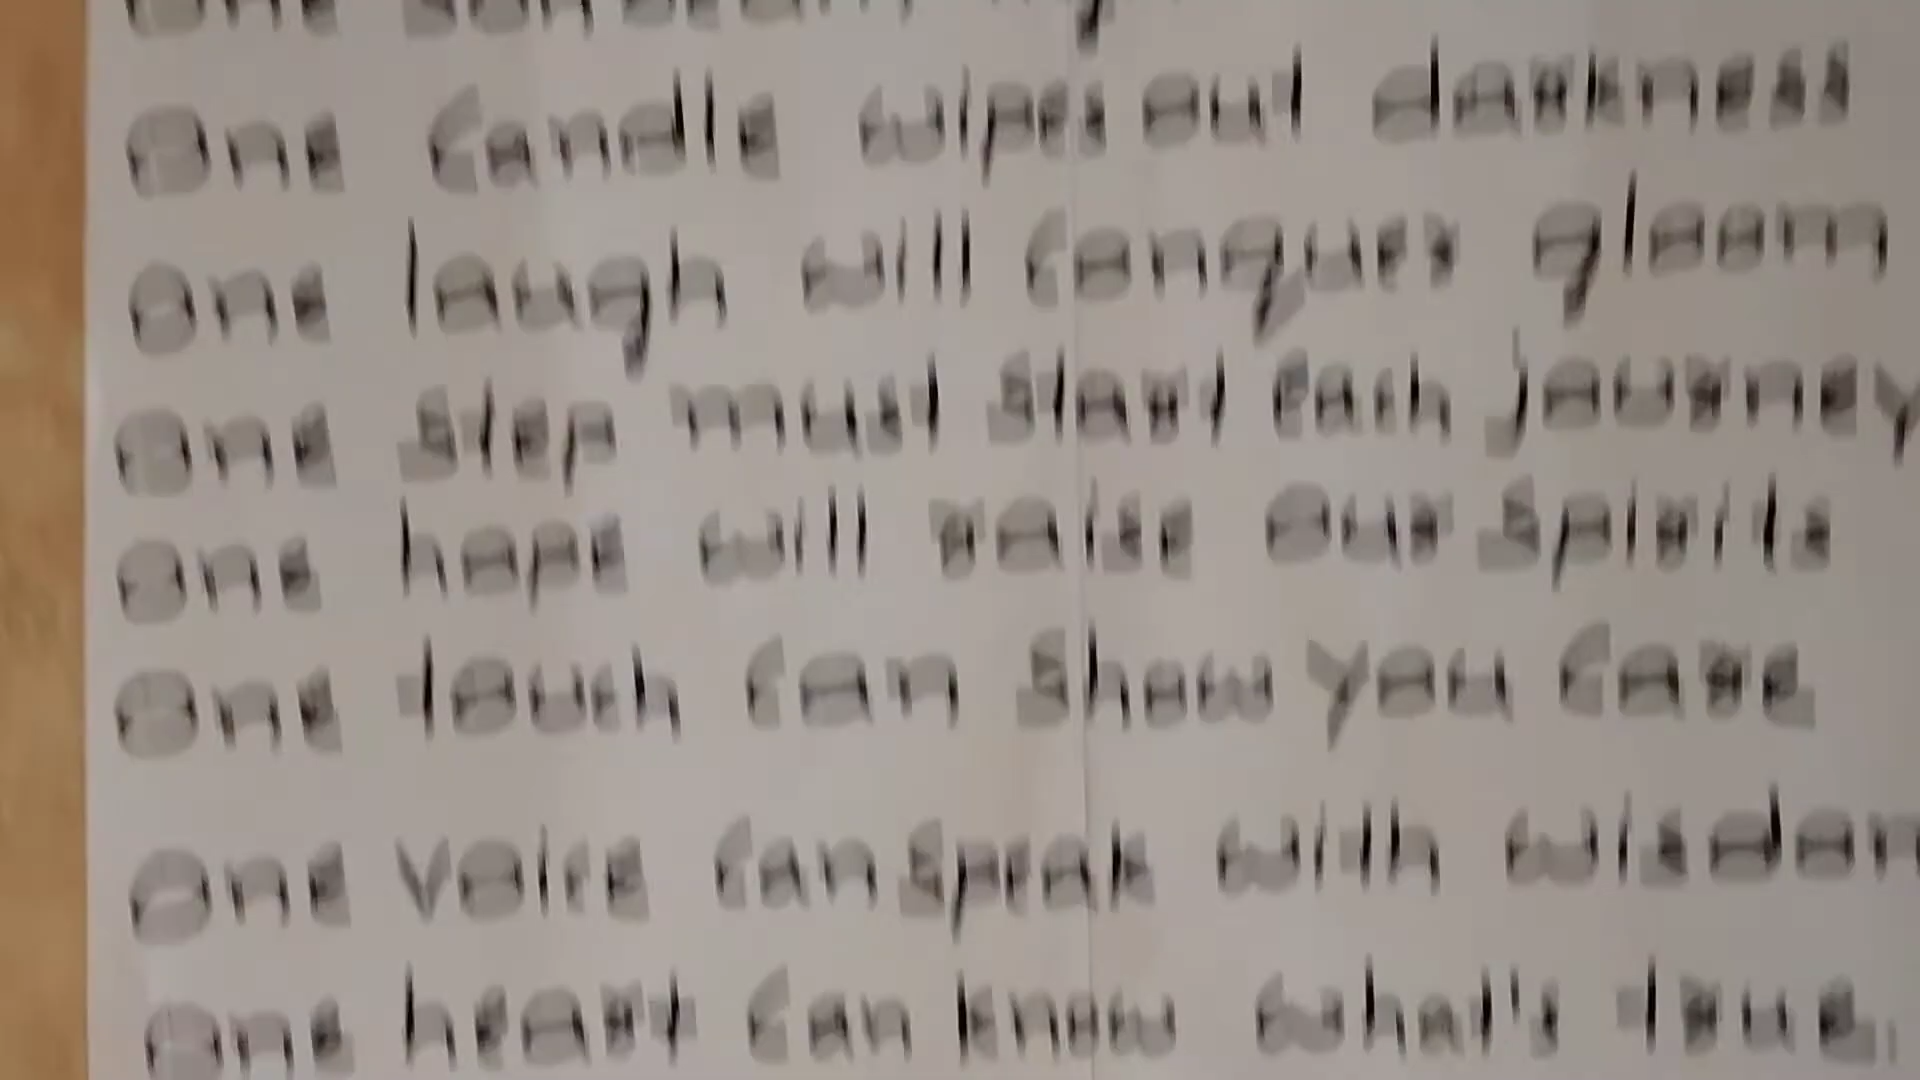 One
One Candle wipes out darkness
One laugh will Conquer gloom
One step must start Each journey
One hope will raise Our Spirits
One touch Can Show you Care
One Voice Can Speak with wisdom
One heart Can know what's true,